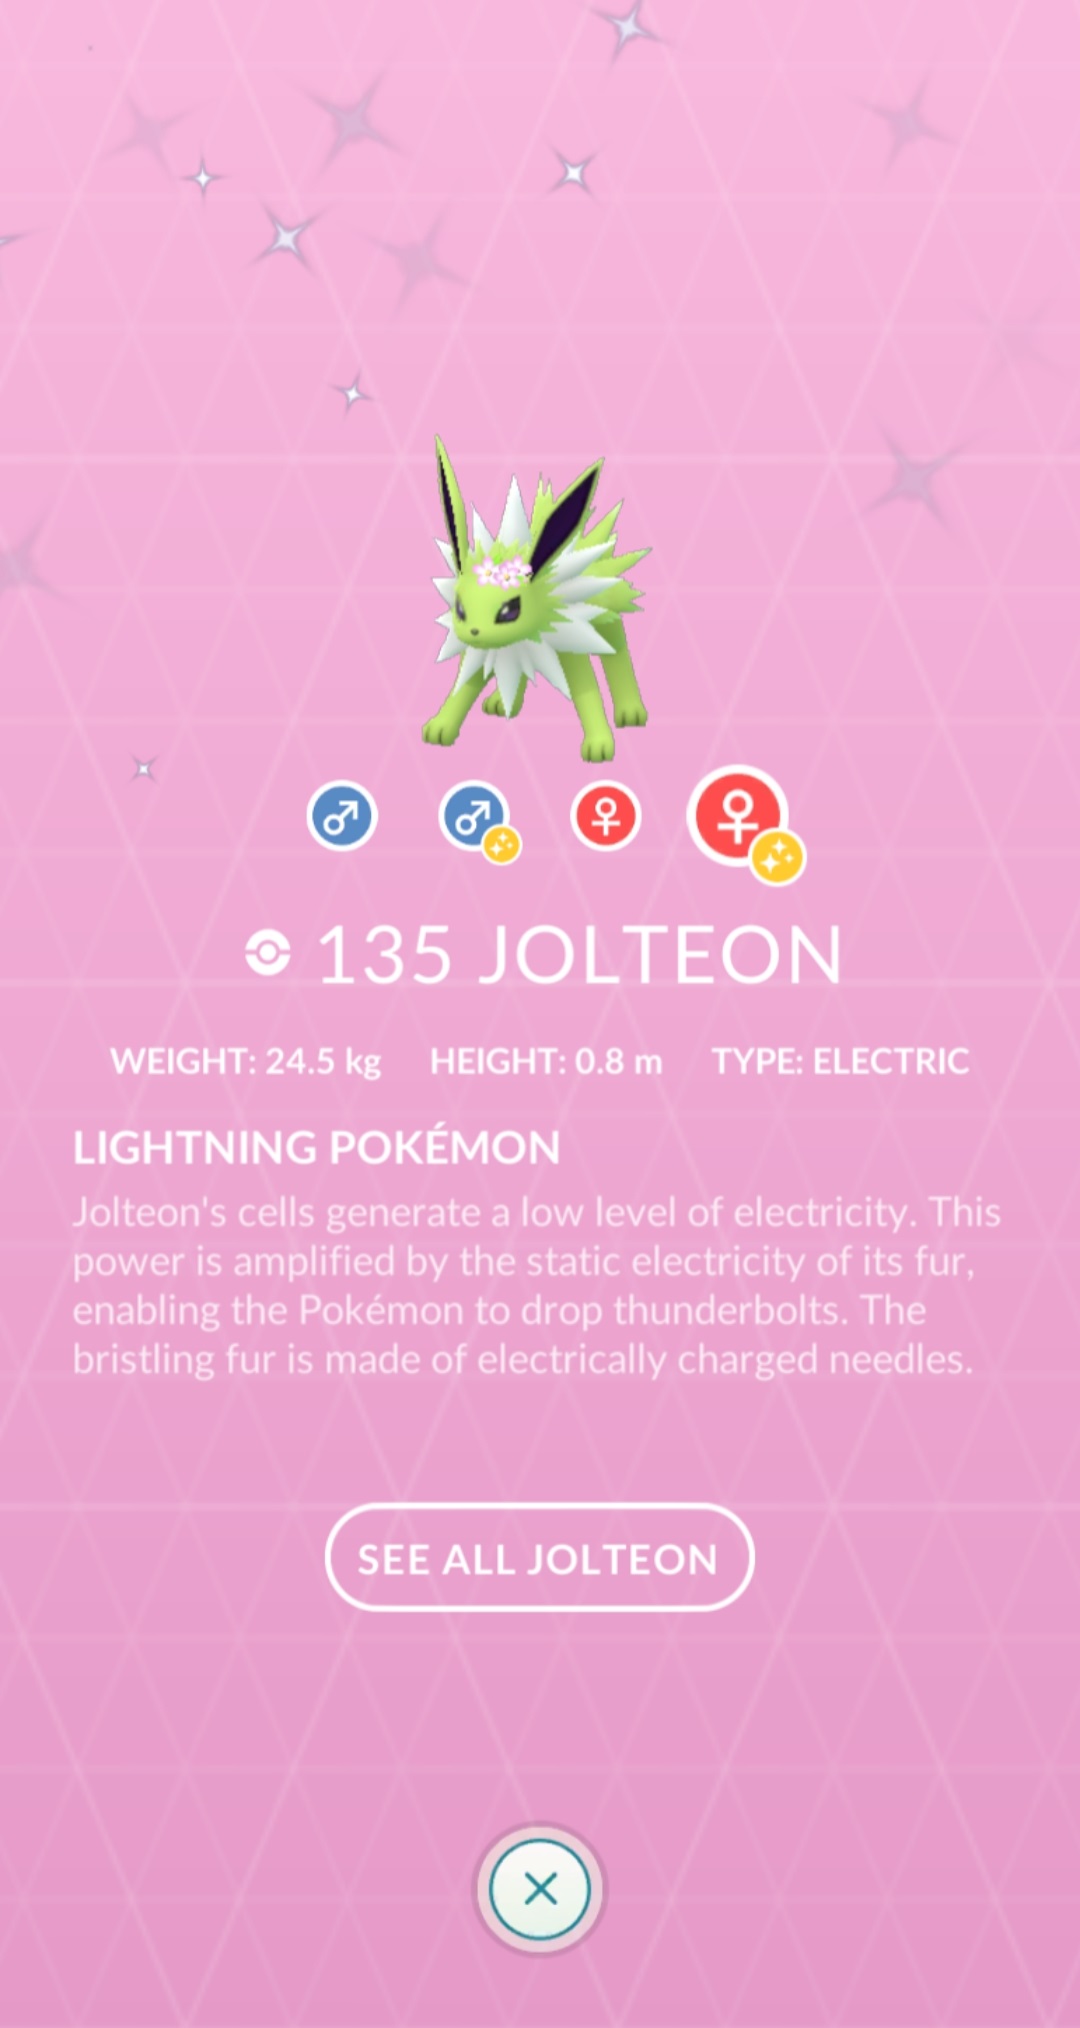 135 JOLTEON
WEIGHT: 24.5 kg HEIGHT: 0.8 m TYPE: ELECTRIC
LIGHTNING POKÉMON
Jolteon's cells generate a low level of electricity. This
power is amplified by the static electricity of its fur,
enabling the Pokémon to drop thunderbolts. The
bristling fur is made of electrically charged needles.
SEE ALL JOLTEON